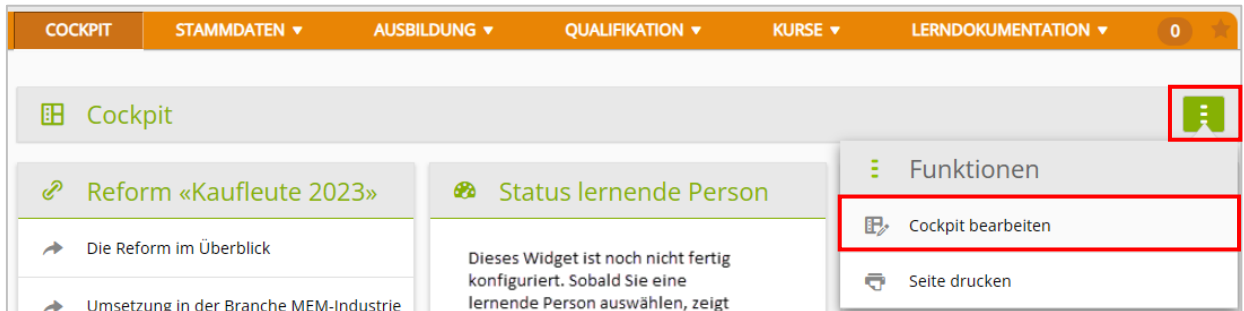 COCKPIT STAMMDATEN AUSBILDUNG QUALIFIKATION KURSE LERNDOKUMENTATION 0
Cockpit
Reform «Kaufleute 2023»
Die Reform im Überblick
Umsetzung in der Branche MEM-Industrie
Status lernende Person
Dieses Widget ist noch nicht fertig
konfiguriert. Sobald Sie eine
lernende Person auswählen, zeigt
Funktionen
Cockpit bearbeiten
Seite drucken